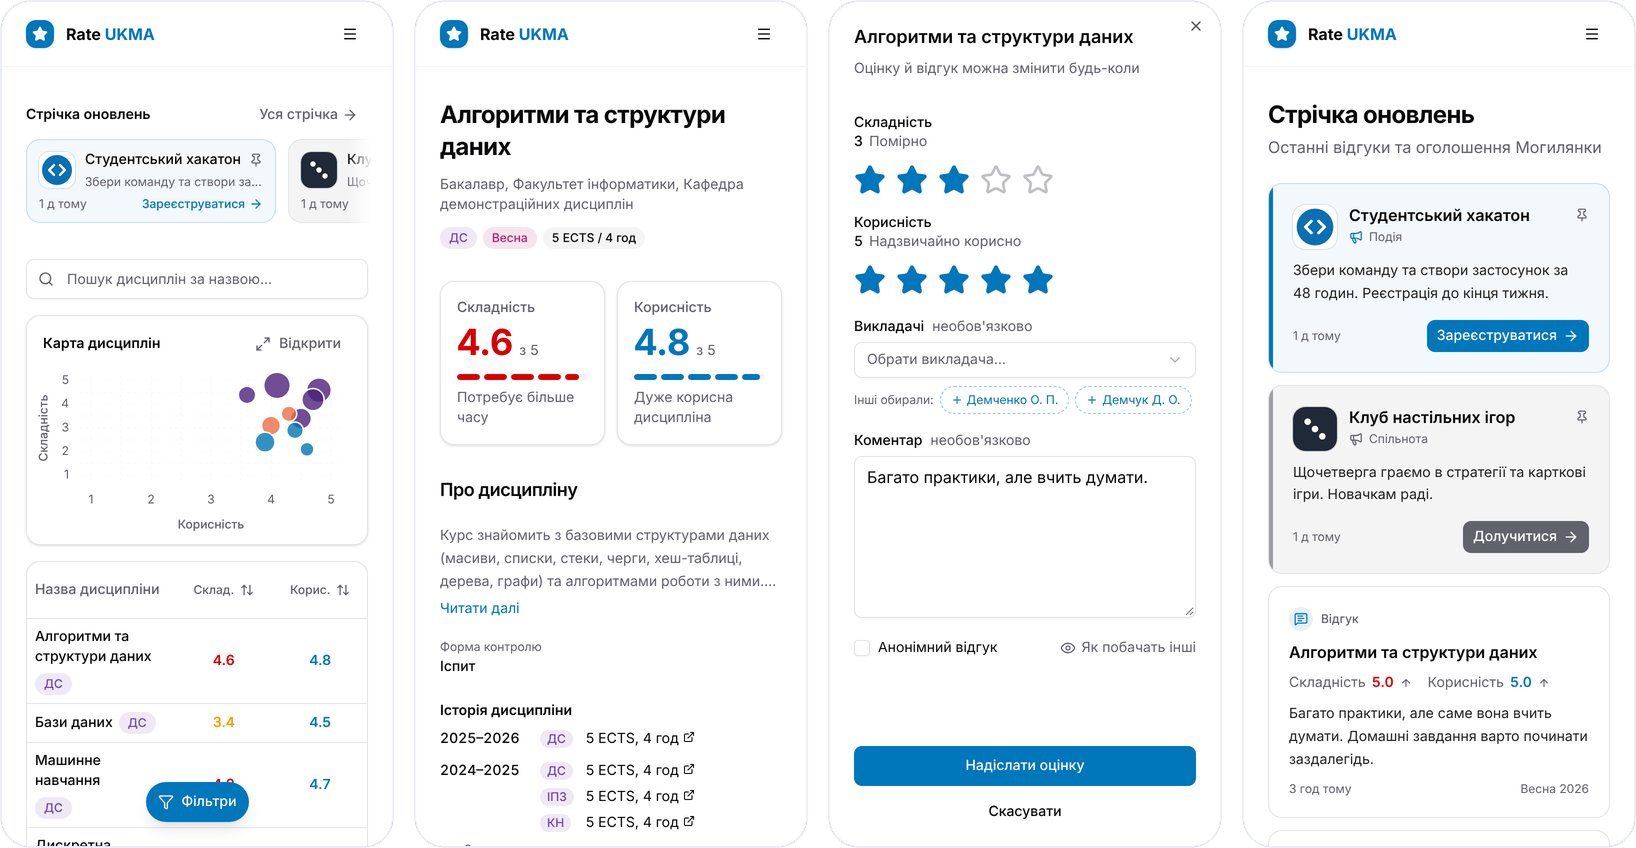 Rate UKMA
Стрічка оновлень
Уся стрічка
Студентський хакатон
Збери команду та створи за...
1 д тому
Зареєструватися
1 д тому
Пошук дисциплін за назвою...
Карта дисциплін
Відкрити
Складність
5
4
3
2
1
1 2 3 4 5
Корисність
Назва дисципліни Склад. Корис.
Алгоритми та
структури даних
4.6 4.8
ДС
Бази даних ДС 3.4 4.5
Машинне
навчання
4.7
ДС
Фільтри
Rate UKMA
Алгоритми та структури
даних
Бакалавр, Факультет інформатики, Кафедра
демонстраційних дисциплін
ДС Весна 5 ECTS / 4 год
Складність
4.6 з 5
Потребує більше
часу
Корисність
4.8 з 5
Дуже корисна
дисципліна
Про дисципліну
Курс знайомить з базовими структурами даних
(масиви, списки, стеки, черги, хеш-таблиці,
дерева, графи) та алгоритмами роботи з ними....
Читати далі
Форма контролю
Іспит
Історія дисципліни
2025–2026 ДС 5 ECTS, 4 год
2024–2025 ДС 5 ECTS, 4 год
ІПЗ 5 ECTS, 4 год
КН 5 ECTS, 4 год
Алгоритми та структури даних
Оцінку й відгук можна змінити будь-коли
Складність
3 Помірно
Корисність
5 Надзвичайно корисно
Викладачі необов'язково
Обрати викладача...
Інші обирали: + Демченко О. П. + Демчук Д. О.
Коментар необов'язково
Багато практики, але вчить думати.
Анонімний відгук
Як побачать інші
Надіслати оцінку
Скасувати
Rate UKMA
Стрічка оновлень
Останні відгуки та оголошення Могилянки
Студентський хакатон
Подія
Збери команду та створи застосунок за
48 годин. Реєстрація до кінця тижня.
1 д тому
Зареєструватися
Клуб настільних ігор
Спільнота
Щочетверга граємо в стратегії та карткові
ігри. Новачкам раді.
1 д тому
Долучитися
Відгук
Алгоритми та структури даних
Складність 5.0 Корисність 5.0
Багато практики, але саме вона вчить
думати. Домашні завдання варто починати
заздалегідь.
3 год тому
Весна 2026